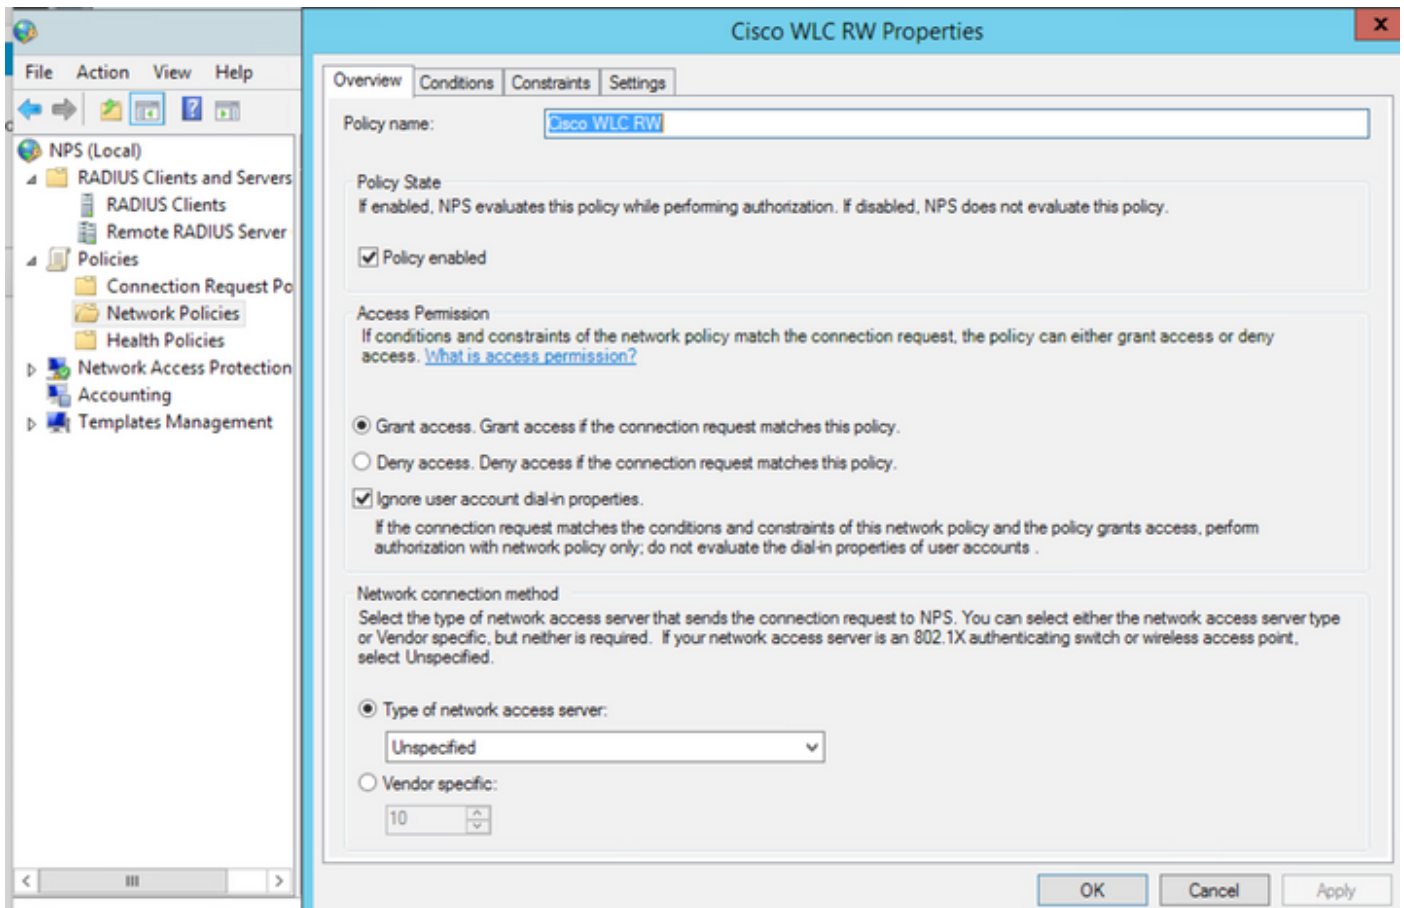 Cisco WLC RW Properties
x
File Action View Help
NPS (Local)
RADIUS Clients and Servers
RADIUS Clients
Remote RADIUS Server
Policies
Connection Request Po
Network Policies
Health Policies
Network Access Protection
Accounting
Templates Management
Overview Conditions Constraints Settings
Policy name: Cisco WLC RW
Policy State
If enabled, NPS evaluates this policy while performing authorization. If disabled, NPS does not evaluate this policy.
Policy enabled
Access Permission
If conditions and constraints of the network policy match the connection request, the policy can either grant access or deny
access. What is access permission?
Grant access. Grant access if the connection request matches this policy.
Deny access. Deny access if the connection request matches this policy.
Ignore user account dial-in properties.
If the connection request matches the conditions and constraints of this network policy and the policy grants access, perform
authorization with network policy only; do not evaluate the dial-in properties of user accounts .
Network connection method
Select the type of network access server that sends the connection request to NPS. You can select either the network access server type
or Vendor specific, but neither is required. If your network access server is an 802.1X authenticating switch or wireless access point,
select Unspecified.
Type of network access server:
Unspecified
Vendor specific:
10
OK Cancel Apply